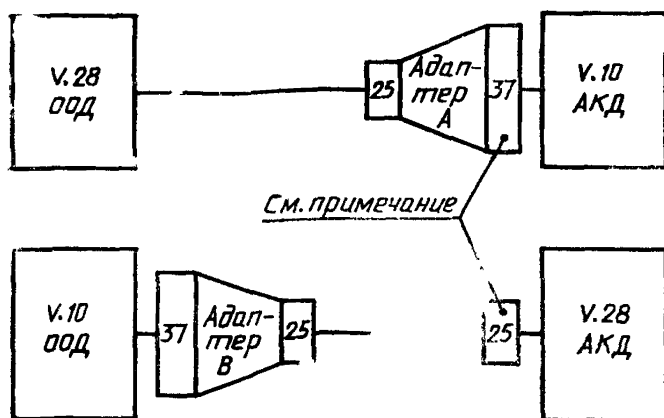 V.28
ООД
25
Адап-
тер
А
37
V.10
АКД
См. примечание
V.10
ООД
37
Адап-
тер
В
25
25
V.28
АКД